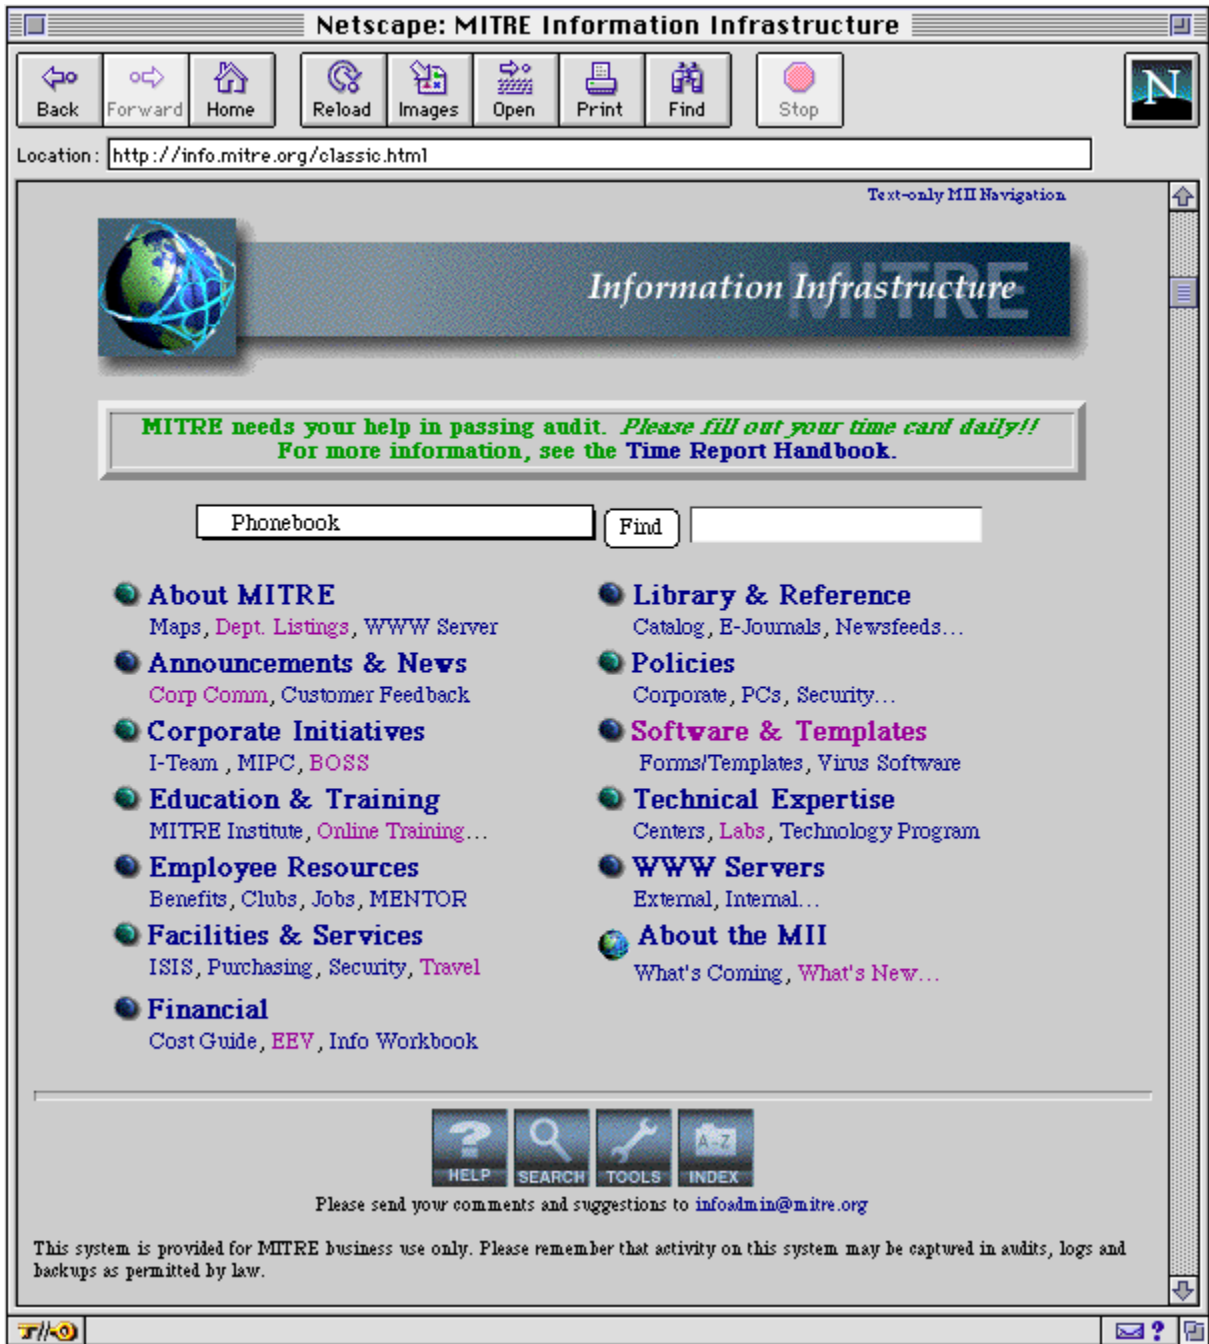 Netscape: MITRE Information Infrastructure
Back Forward Home Reload Images Open Print Find Stop N
Location: http://info.mitre.org/classic.html
Text-only MII Navigation
MITRE
Information Infrastructure
MITRE needs your help in passing audit. Please fill out your time card daily!!
For more information, see the Time Report Handbook.
Phonebook Find
About MITRE
Maps, Dept. Listings, WWW Server
Announcements & News
Corp Comm, Customer Feedback
Corporate Initiatives
I-Team , MIPC, BOSS
Education & Training
MITRE Institute, Online Training...
Employee Resources
Benefits, Clubs, Jobs, MENTOR
Facilities & Services
ISIS, Purchasing, Security, Travel
Financial
Cost Guide, EEV, Info Workbook
Library & Reference
Catalog, E-Journals, Newsfeeds...
Policies
Corporate, PCs, Security...
Software & Templates
Forms/Templates, Virus Software
Technical Expertise
Centers, Labs, Technology Program
WWW Servers
External, Internal...
About the MII
What's Coming, What's New...
? A-Z
HELP SEARCH TOOLS INDEX
Please send your comments and suggestions to infoadmin@mitre.org
This system is provided for MITRE business use only. Please remember that activity on this system may be captured in audits, logs and
backups as permitted by law.
?